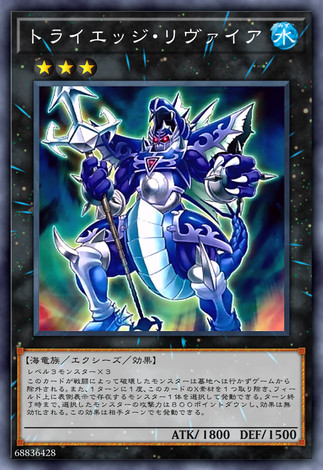 トライエッジ・リヴァイア
水
【海竜族/エクシーズ/効果】
レベル3モンスター×3
このカードが戦闘によって破壊したモンスターは墓地へは行かずゲームから
除外される。また、1ターンに1度、このカードのX素材を1つ取り除き、フィー
ルド上に表側表示で存在するモンスター1体を選択して発動できる。ターン終
了時まで、選択したモンスターの攻撃力は800ポイントダウンし、効果は無
効化される。この効果は相手ターンでも発動できる。
ATK/1800 DEF/1500
68836428